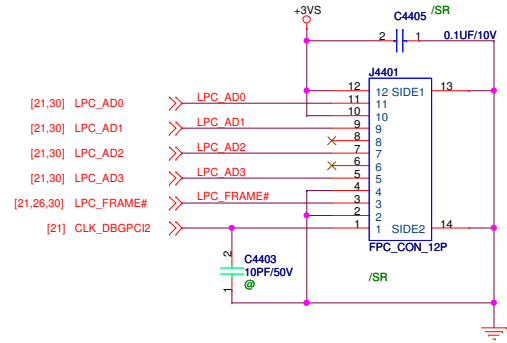 +3VS
C4405 /SR
2 1 0.1UF/10V
J4401
12 12 SIDE1 13
[21,30] LPC_AD0 LPC_AD0 11 11
10 10
[21,30] LPC_AD1 LPC_AD1 9 9
8 8
[21,30] LPC_AD2 LPC_AD2 7 7
6 6
[21,30] LPC_AD3 LPC_AD3 5 5
4 4
[21,26,30] LPC_FRAME# LPC_FRAME# 3 3
2 2
[21] CLK_DBGPCI2 1 1 SIDE2 14
FPC_CON_12P
2 C4403
10PF/50V
1 @
/SR